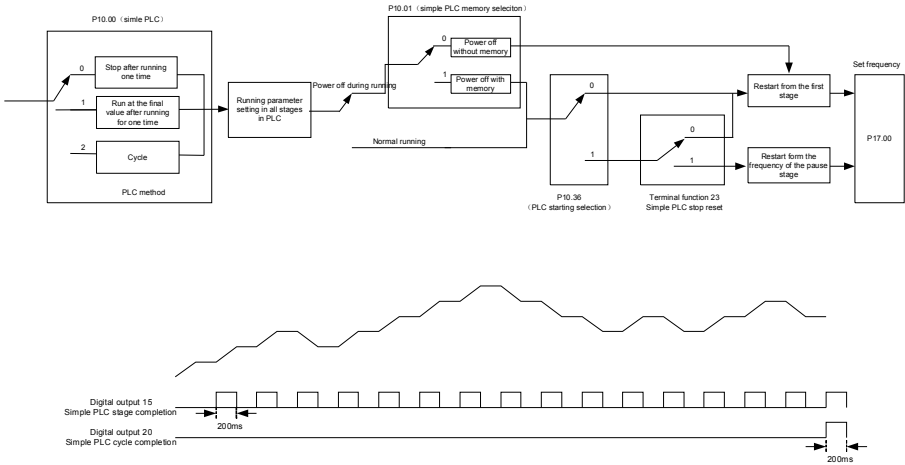 P10.00（simle PLC）
P10.01（simple PLC memory seleciton）
0
Stop after running
one time
1
Run at the final
value after running
for one time
2
Cycle
PLC method
Running parameter
setting in all stages
in PLC
Power off during running
0
Power off
without memory
1
Power off with
memory
Normal running
0
1
P10.36
（PLC starting selection）
0
1
Terminal function 23
Simple PLC stop reset
Restart from the first
stage
Restart form the
frequency of the pause
stage
Set frequency
P17.00
Digital output 15
Simple PLC stage completion
200ms
Digital output 20
Simple PLC cycle completion
200ms